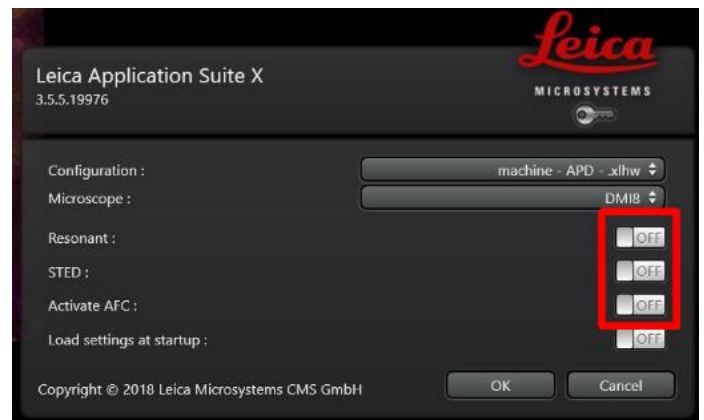 Leica
Leica Application Suite X
3.5.5.19976
MICROSYSTEMS
Configuration :
machine - APD - .xlhw
Microscope :
DMI8
Resonant :
OFF
STED :
OFF
Activate AFC :
OFF
Load settings at startup :
OFF
Copyright © 2018 Leica Microsystems CMS GmbH
OK
Cancel